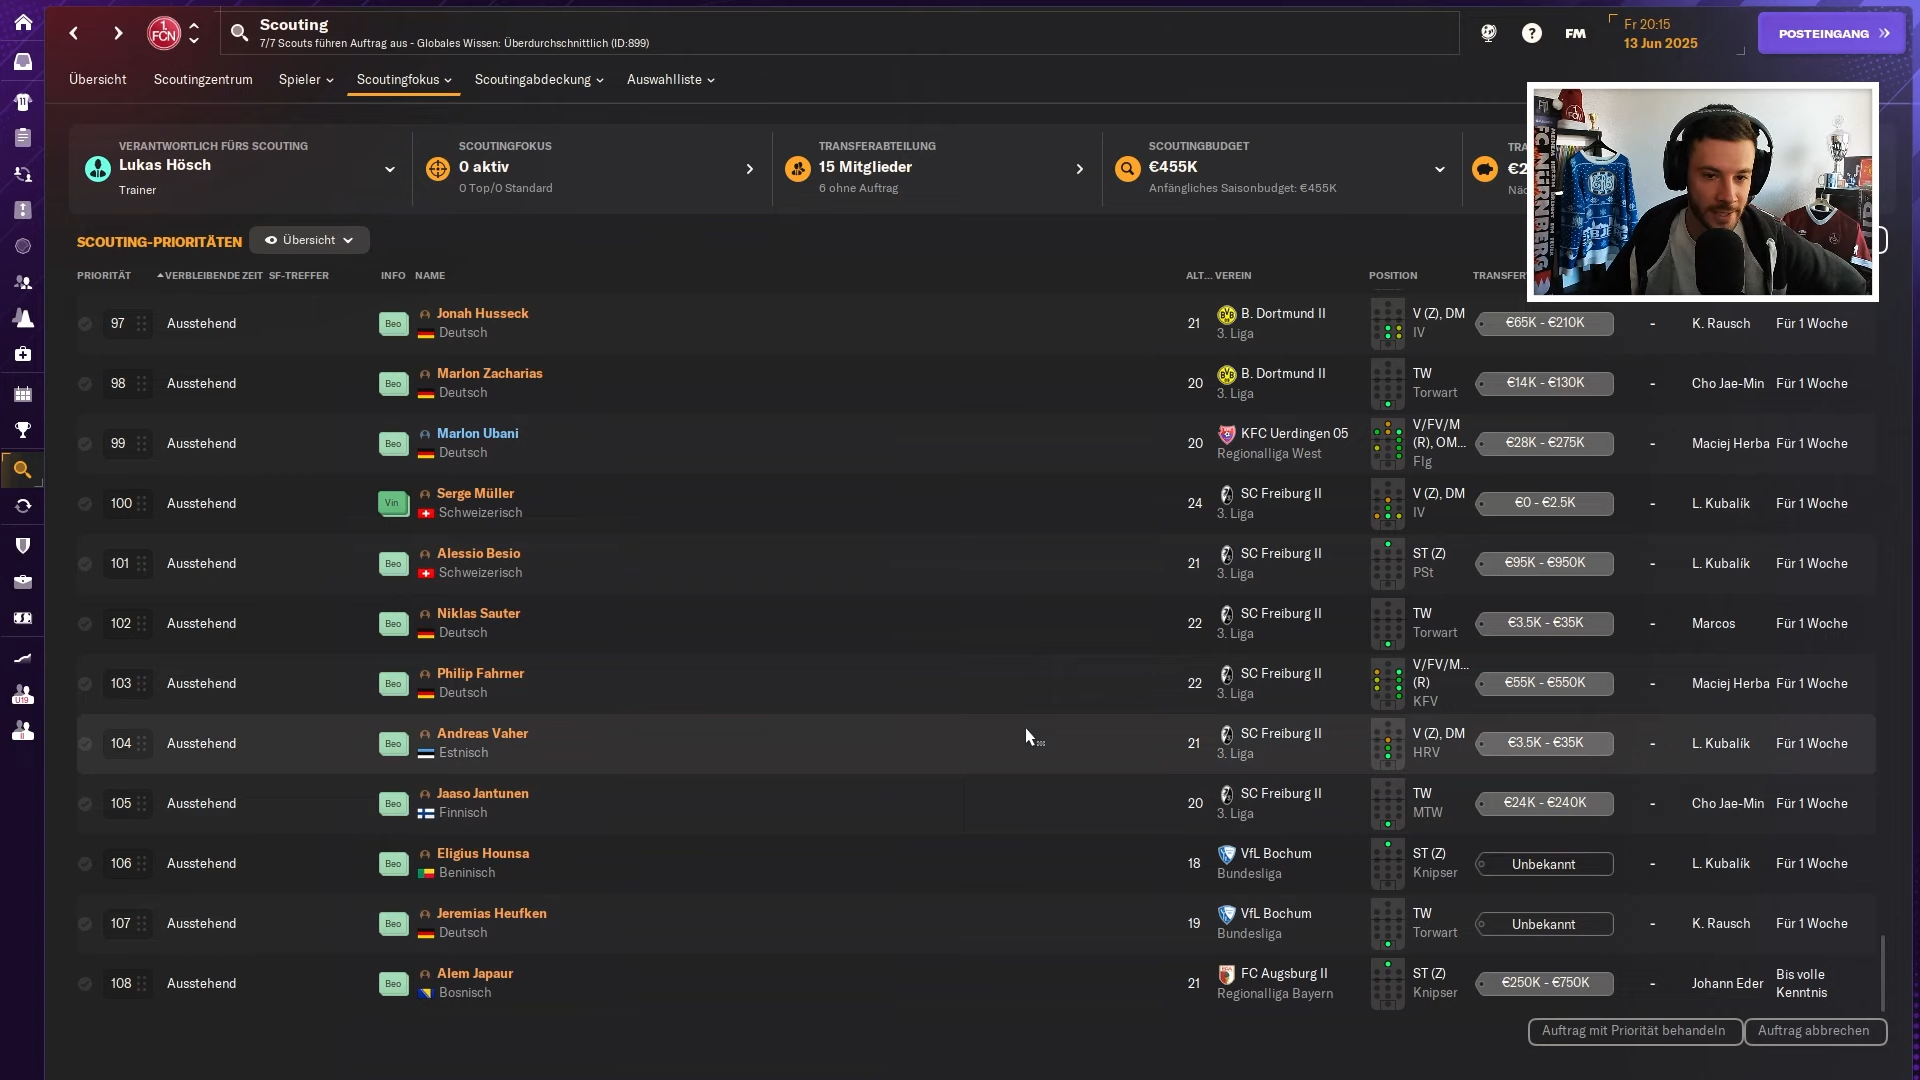 1. FCN
Scouting
7/7 Scouts führen Auftrag aus - Globales Wissen: Überdurchschnittlich (ID:899)
FM
Fr 20:15
13 Jun 2025
POSTEINGANG
Übersicht
Scoutingzentrum
Spieler
Scoutingfokus
Scoutingabdeckung
Auswahlliste
VERANTWORTLICH FÜRS SCOUTING
Lukas Hösch
Trainer
SCOUTINGFOKUS
0 aktiv
0 Top/0 Standard
TRANSFERABTEILUNG
15 Mitglieder
6 ohne Auftrag
SCOUTINGBUDGET
€455K
Anfängliches Saisonbudget: €455K
SCOUTING-PRIORITÄTEN
Übersicht
PRIORITÄT VERBLEIBENDE ZEIT SF-TREFFER INFO NAME ALT... VEREIN POSITION
97 Ausstehend Beo Jonah Husseck Deutsch 21 B. Dortmund II 3. Liga V (Z), DM IV €65K - €210K - K. Rausch Für 1 Woche
98 Ausstehend Beo Marlon Zacharias Deutsch 20 B. Dortmund II 3. Liga TW Torwart €14K - €130K - Cho Jae-Min Für 1 Woche
99 Ausstehend Beo Marlon Ubani Deutsch 20 KFC Uerdingen 05 Regionalliga West V/FV/M (R), OM... Flg €28K - €275K - Maciej Herba Für 1 Woche
100 Ausstehend Vin Serge Müller Schweizerisch 24 SC Freiburg II 3. Liga V (Z), DM IV €0 - €2.5K - L. Kubalík Für 1 Woche
101 Ausstehend Beo Alessio Besio Schweizerisch 21 SC Freiburg II 3. Liga ST (Z) PSt €95K - €950K - L. Kubalík Für 1 Woche
102 Ausstehend Beo Niklas Sauter Deutsch 22 SC Freiburg II 3. Liga TW Torwart €3.5K - €35K - Marcos Für 1 Woche
103 Ausstehend Beo Philip Fahrner Deutsch 22 SC Freiburg II 3. Liga V/FV/M... (R) KFV €55K - €550K - Maciej Herba Für 1 Woche
104 Ausstehend Beo Andreas Vaher Estnisch 21 SC Freiburg II 3. Liga V (Z), DM HRV €3.5K - €35K - L. Kubalík Für 1 Woche
105 Ausstehend Beo Jaaso Jantunen Finnisch 20 SC Freiburg II 3. Liga TW MTW €24K - €240K - Cho Jae-Min Für 1 Woche
106 Ausstehend Beo Eligius Hounsa Beninisch 18 VfL Bochum Bundesliga ST (Z) Knipser Unbekannt - L. Kubalík Für 1 Woche
107 Ausstehend Beo Jeremias Heufken Deutsch 19 VfL Bochum Bundesliga TW Torwart Unbekannt - K. Rausch Für 1 Woche
108 Ausstehend Beo Alem Japaur Bosnisch 21 FC Augsburg II Regionalliga Bayern ST (Z) Knipser €250K - €750K - Johann Eder Bis volle Kenntnis
Auftrag mit Priorität behandeln
Auftrag abbrechen
U19
II